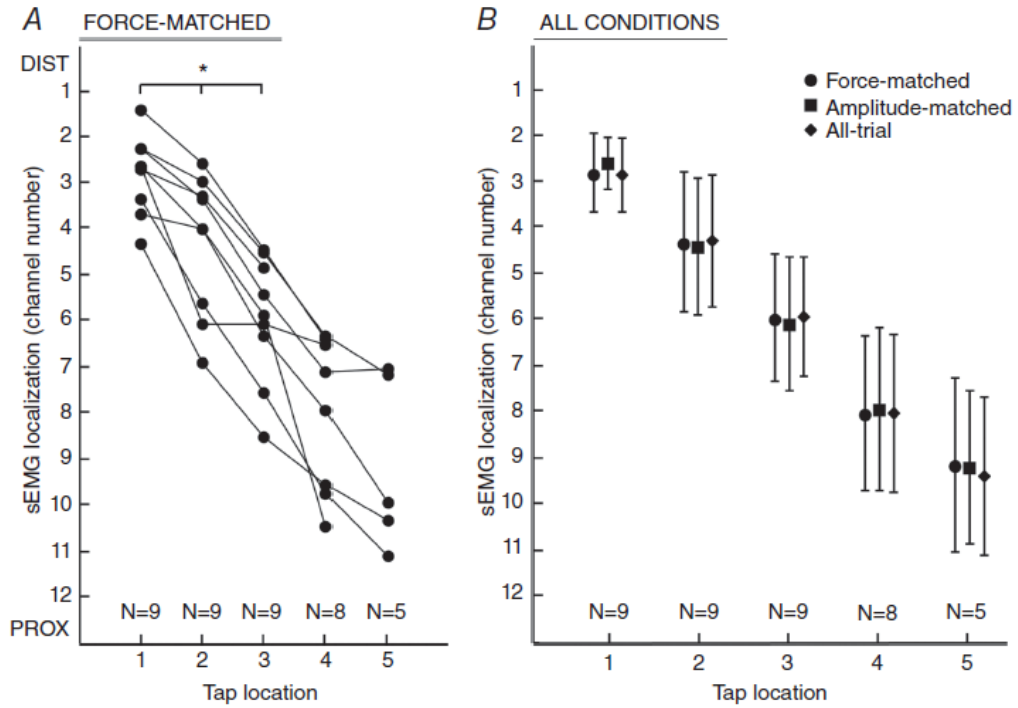 A FORCE-MATCHED
DIST
*
1
2
3
4
5
6
7
8
9
10
11
12
PROX
sEMG localization (channel number)
N=9 N=9 N=9 N=8 N=5
1 2 3 4 5
Tap location
B ALL CONDITIONS
Force-matched
Amplitude-matched
All-trial
1
2
3
4
5
6
7
8
9
10
11
12
sEMG localization (channel number)
N=9 N=9 N=9 N=8 N=5
1 2 3 4 5
Tap location